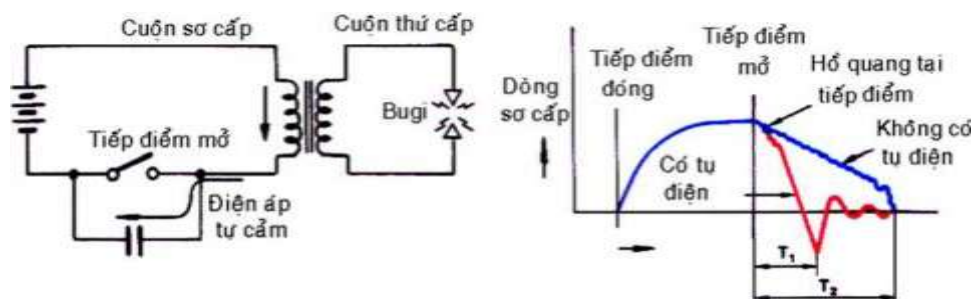 Cuộn sơ cấp
Cuộn thứ cấp
Bugi
Tiếp điểm mở
Điện áp
tự cảm
Dòng
sơ cấp
Tiếp điểm
đóng
Tiếp điểm
mở
Hồ quang tại
tiếp điểm
Không có
tụ điện
Có tụ
điện
T₁
T₂